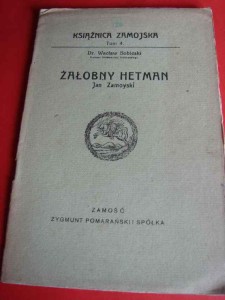 KSIĄŻNICA ZAMOJSKA
Tom 4.
Dr. Wacław Sobieski
ŻAŁOBNY HETMAN
Jan Zamoyski
ZAMOŚĆ
ZYGMUNT POMARAŃSKI I SPÓŁKA